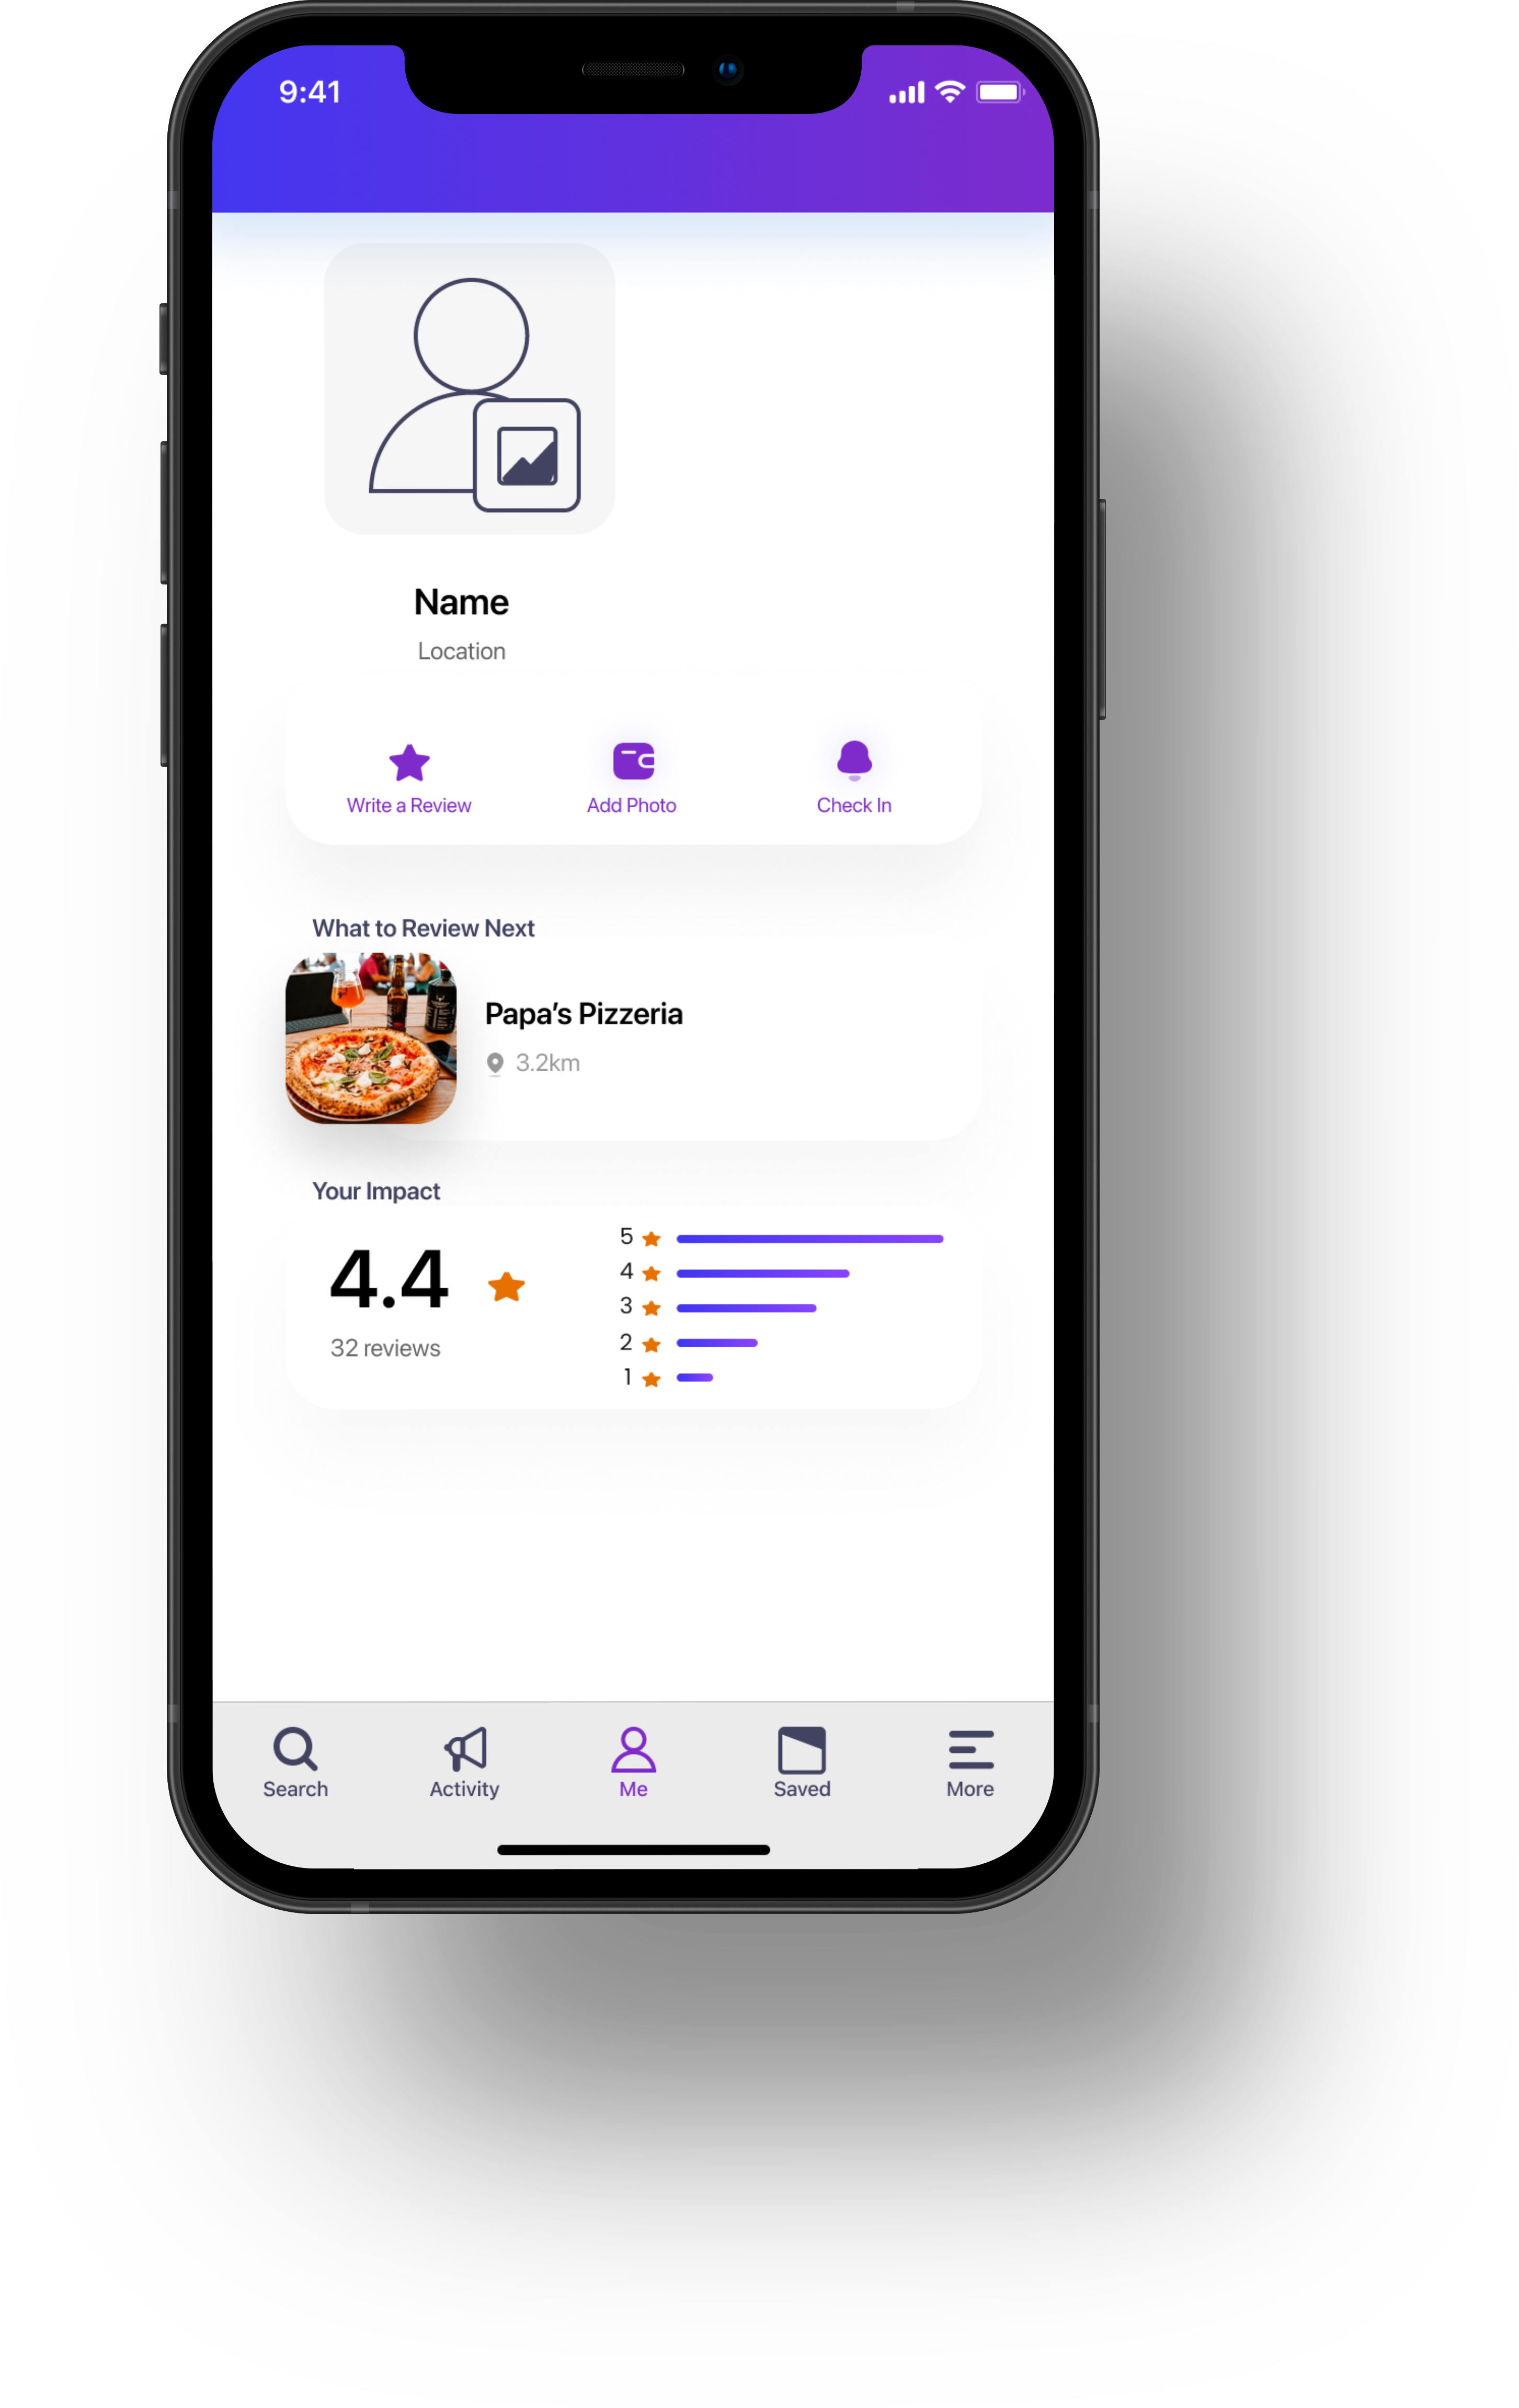 9:41
Name
Location
Write a Review
Add Photo
Check In
What to Review Next
Papa’s Pizzeria
3.2km
Your Impact
4.4
32 reviews
5
4
3
2
1
Search
Activity
Me
Saved
More